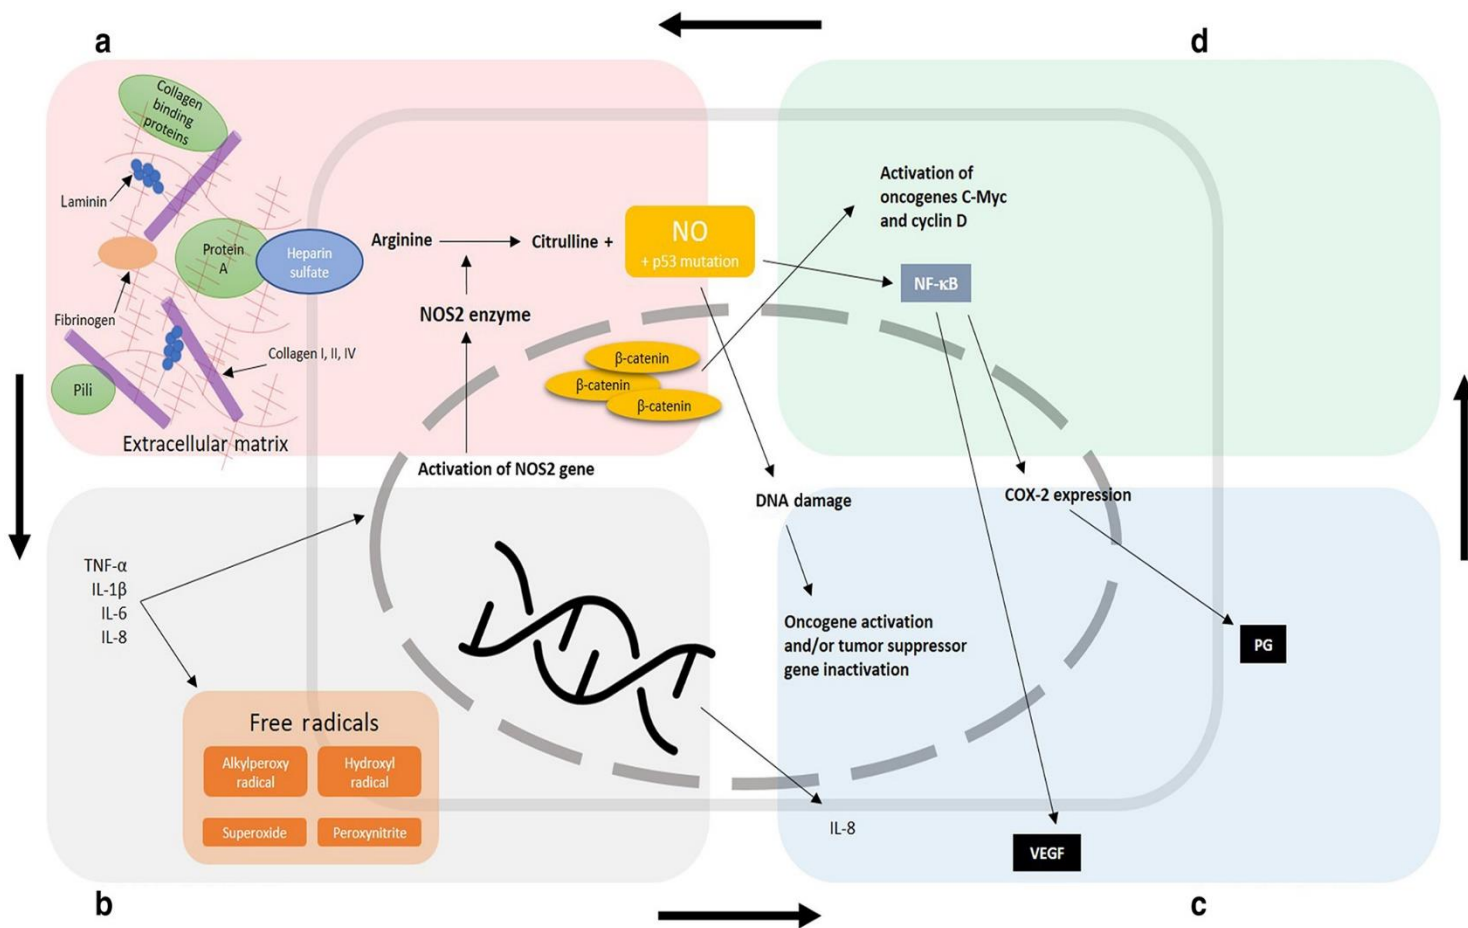 a
d
Collagen
binding
proteins
Laminin
Protein
A
Heparin
sulfate
Fibrinogen
Collagen I, II, IV
Pili
Extracellular matrix
Arginine
Citrulline +
NO
+ p53 mutation
NOS2 enzyme
β-catenin
β-catenin
β-catenin
Activation of NOS2 gene
Activation of
oncogenes C-Myc
and cyclin D
NF-κB
DNA damage
COX-2 expression
TNF-α
IL-1β
IL-6
IL-8
Free radicals
Alkylperoxy
radical
Hydroxyl
radical
Superoxide
Peroxynitrite
Oncogene activation
and/or tumor suppressor
gene inactivation
PG
IL-8
VEGF
b
c